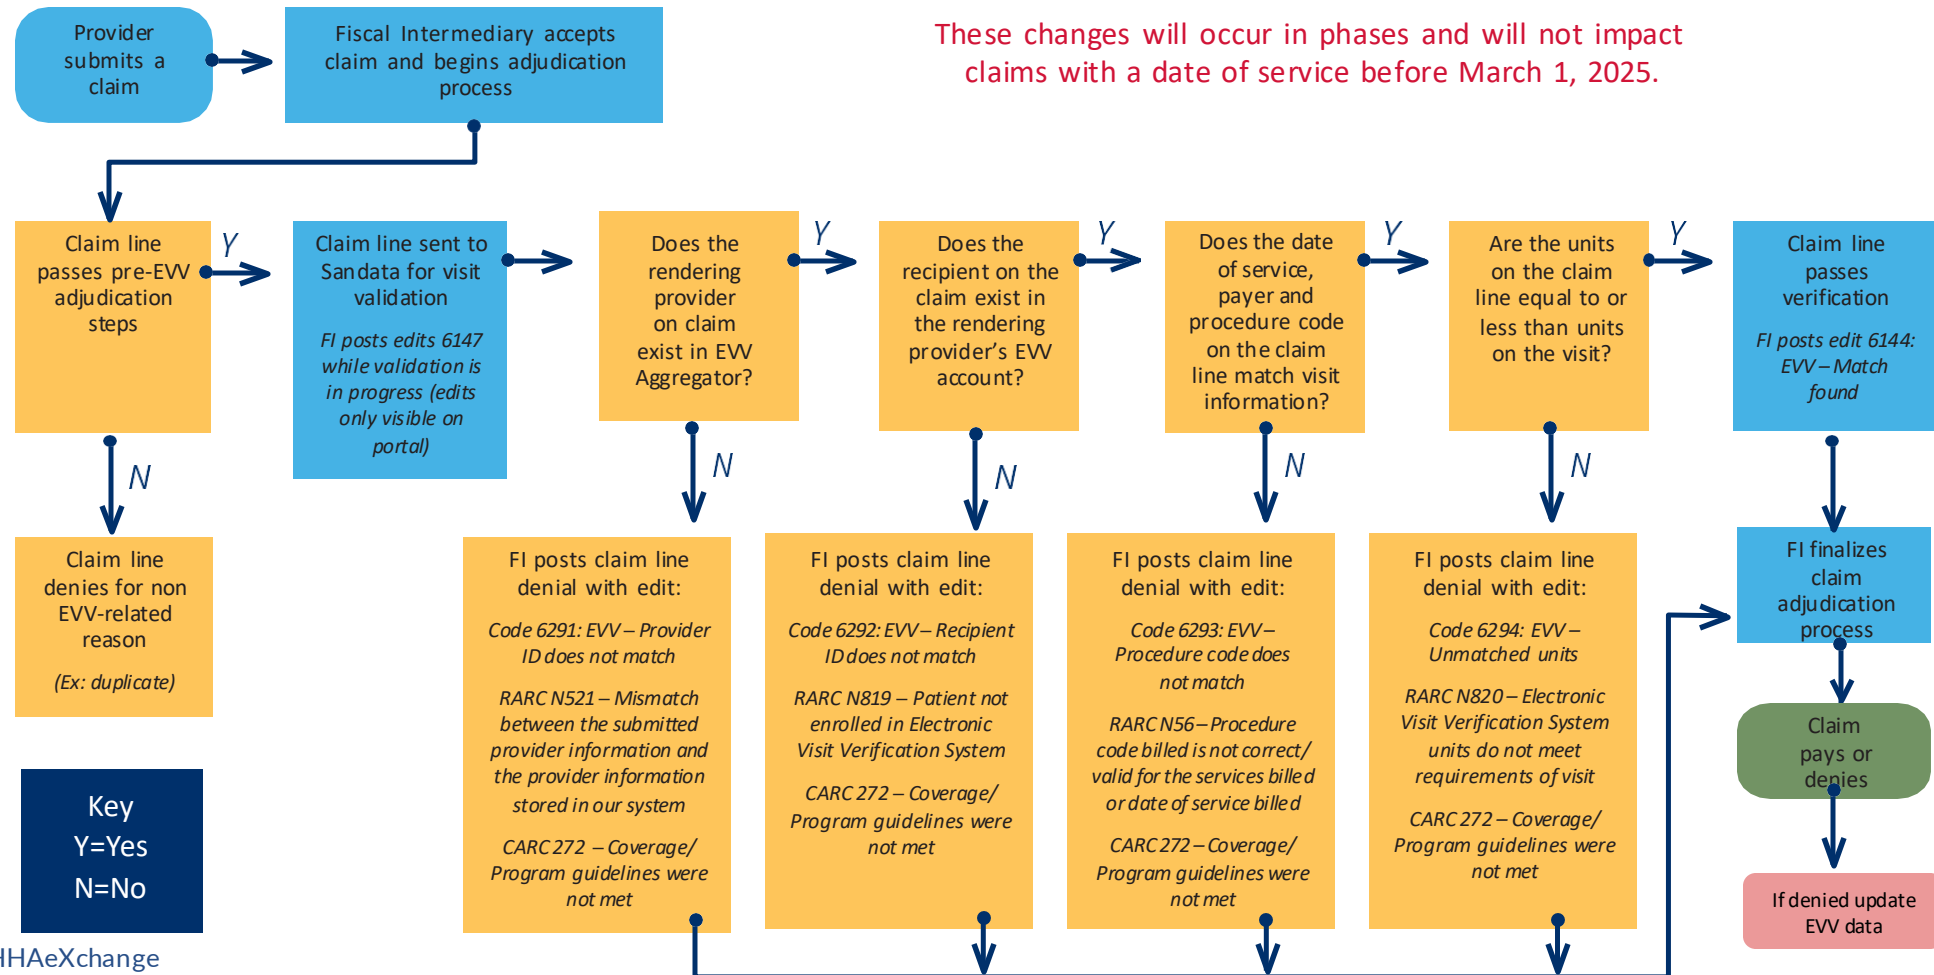 Provider
submits a
claim
Fiscal Intermediary accepts
claim and begins adjudication
process
These changes will occur in phases and will not impact
claims with a date of service before March 1, 2025.
Claim line
passes pre-EVV
adjudication
steps
Y
N
Claim line sent to
Sandata for visit
validation
FI posts edits 6147
while validation is
in progress (edits
only visible on
portal)
Does the
rendering
provider
on claim
exist in EVV
Aggregator?
Y
N
Does the
recipient on the
claim exist in
the rendering
provider's EVV
account?
Y
N
Does the date
of service,
payer and
procedure code
on the claim
line match visit
information?
Y
N
Are the units
on the claim
line equal to or
less than units
on the visit?
Y
N
Claim line
passes
verification
FI posts edit 6144:
EVV – Match
found
Claim line
denies for non
EVV-related
reason
(Ex: duplicate)
FI posts claim line
denial with edit:
Code 6291: EVV – Provider
ID does not match
RARC N521 – Mismatch
between the submitted
provider information and
the provider information
stored in our system
CARC 272 – Coverage/
Program guidelines were
not met
FI posts claim line
denial with edit:
Code 6292: EVV – Recipient
ID does not match
RARC N819 – Patient not
enrolled in Electronic
Visit Verification System
CARC 272 – Coverage/
Program guidelines were
not met
FI posts claim line
denial with edit:
Code 6293: EVV –
Procedure code does
not match
RARC N56 – Procedure
code billed is not correct/
valid for the services billed
or date of service billed
CARC 272 – Coverage/
Program guidelines were
not met
FI posts claim line
denial with edit:
Code 6294: EVV –
Unmatched units
RARC N820 – Electronic
Visit Verification System
units do not meet
requirements of visit
CARC 272 – Coverage/
Program guidelines were
not met
FI finalizes
claim
adjudication
process
Claim
pays or
denies
If denied update
EVV data
Key
Y=Yes
N=No
HHAeXchange